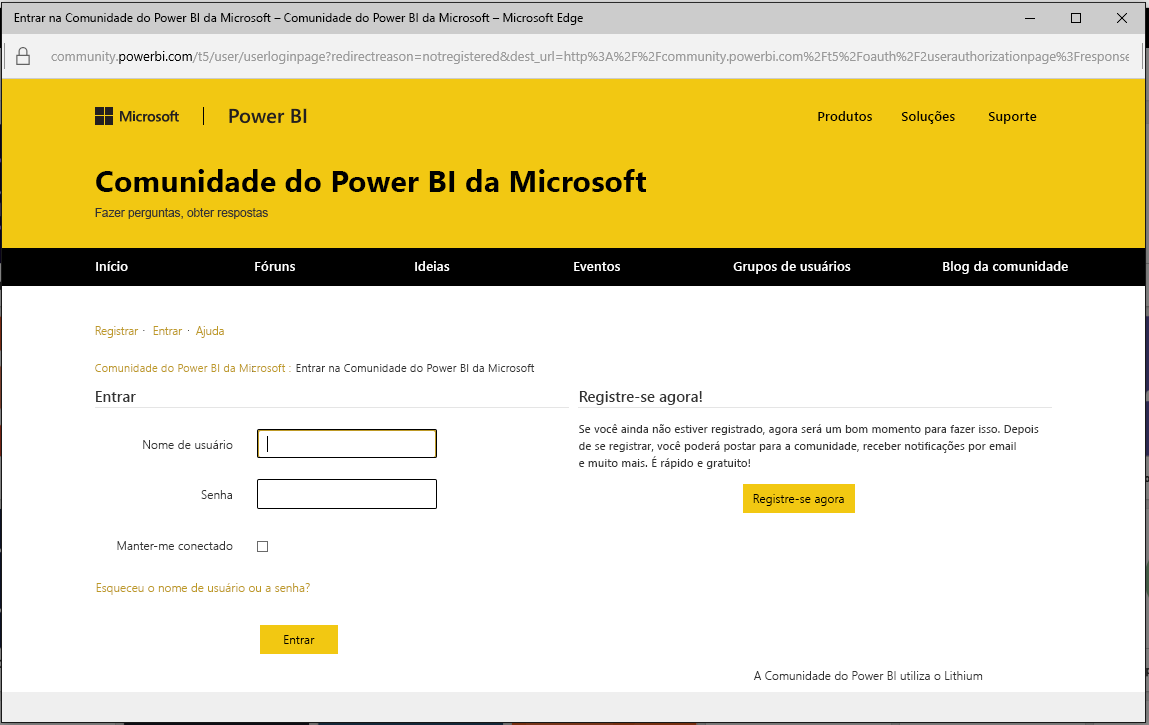 Entrar na Comunidade do Power BI da Microsoft – Comunidade do Power BI da Microsoft – Microsoft Edge
community.powerbi.com/t5/user/userloginpage?redirectreason=notregistered&dest_url=http%3A%2F%2Fcommunity.powerbi.com%2Ft5%2Foauth%2F2userauthorizationpage%3Fresponse
Microsoft | Power BI Produtos Soluções Suporte
Comunidade do Power BI da Microsoft
Fazer perguntas, obter respostas
Início Fóruns Ideias Eventos Grupos de usuários Blog da comunidade
Registrar · Entrar · Ajuda
Comunidade do Power BI da Microsoft : Entrar na Comunidade do Power BI da Microsoft
Entrar
Nome de usuário
Senha
Manter-me conectado
Esqueceu o nome de usuário ou a senha?
Entrar
Registre-se agora!
Se você ainda não estiver registrado, agora será um bom momento para fazer isso. Depois
de se registrar, você poderá postar para a comunidade, receber notificações por email
e muito mais. É rápido e gratuito!
Registre-se agora
A Comunidade do Power BI utiliza o Lithium